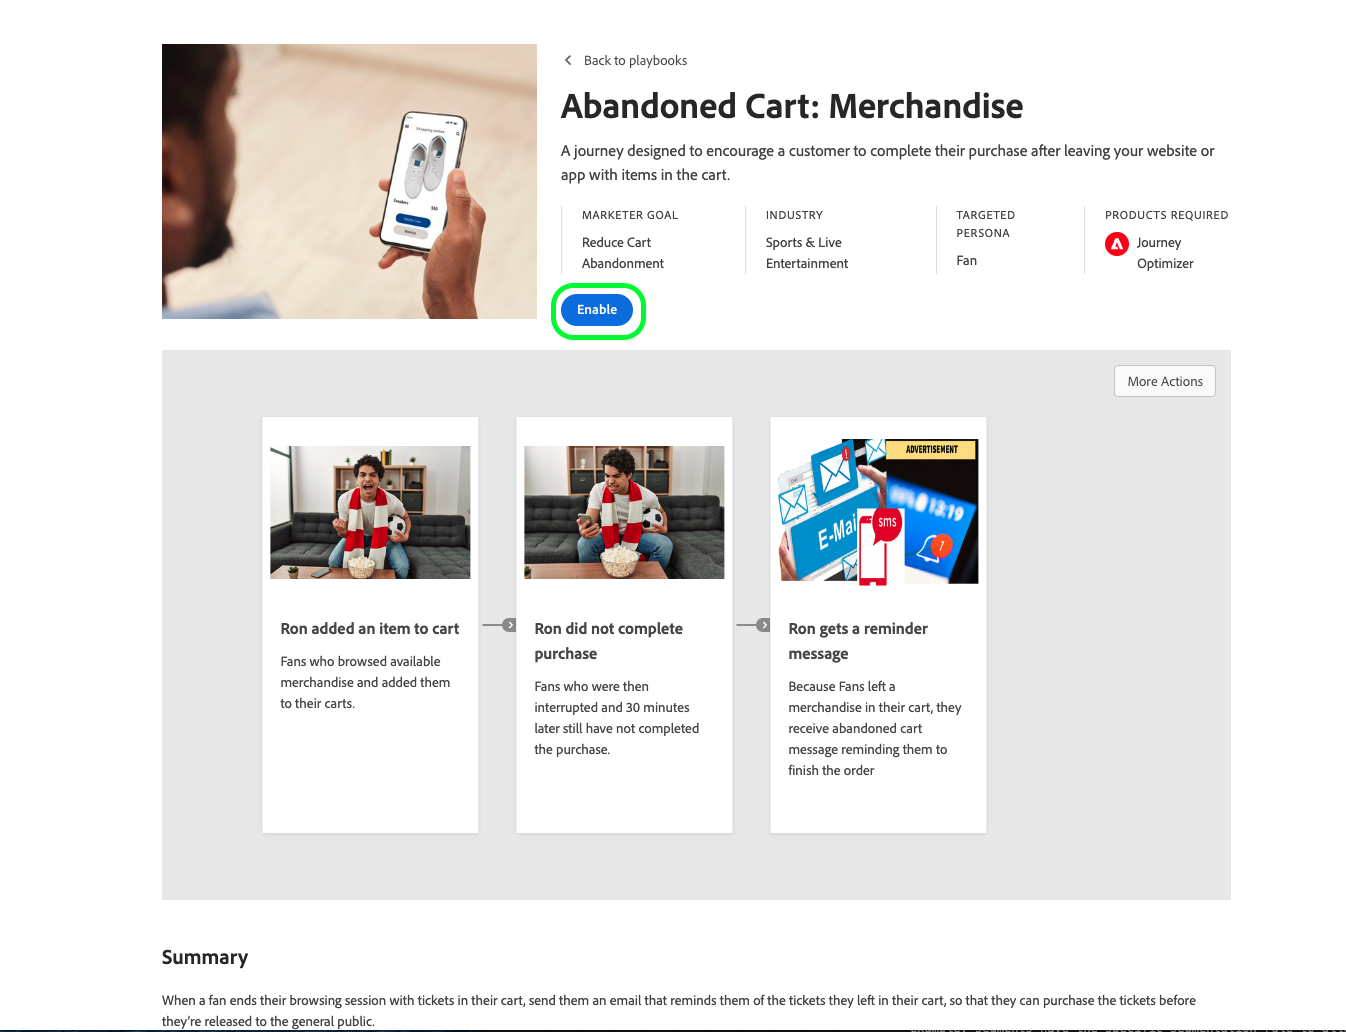 Back to playbooks
Abandoned Cart: Merchandise
A journey designed to encourage a customer to complete their purchase after leaving your website or
app with items in the cart.
MARKETER GOAL
Reduce Cart
Abandonment
INDUSTRY
Sports & Live
Entertainment
TARGETED
PERSONA
Fan
PRODUCTS REQUIRED
Journey
Optimizer
Enable
Shopping online
Sneakers
More Actions
Ron added an item to cart
Fans who browsed available
merchandise and added them
to their carts.
Ron did not complete
purchase
Fans who were then
interrupted and 30 minutes
later still have not completed
the purchase.
ADVERTISEMENT
E-Mai
sms
13:19
1
Ron gets a reminder
message
Because Fans left a
merchandise in their cart, they
receive abandoned cart
message reminding them to
finish the order
Summary
When a fan ends their browsing session with tickets in their cart, send them an email that reminds them of the tickets they left in their cart, so that they can purchase the tickets before
they're released to the general public.